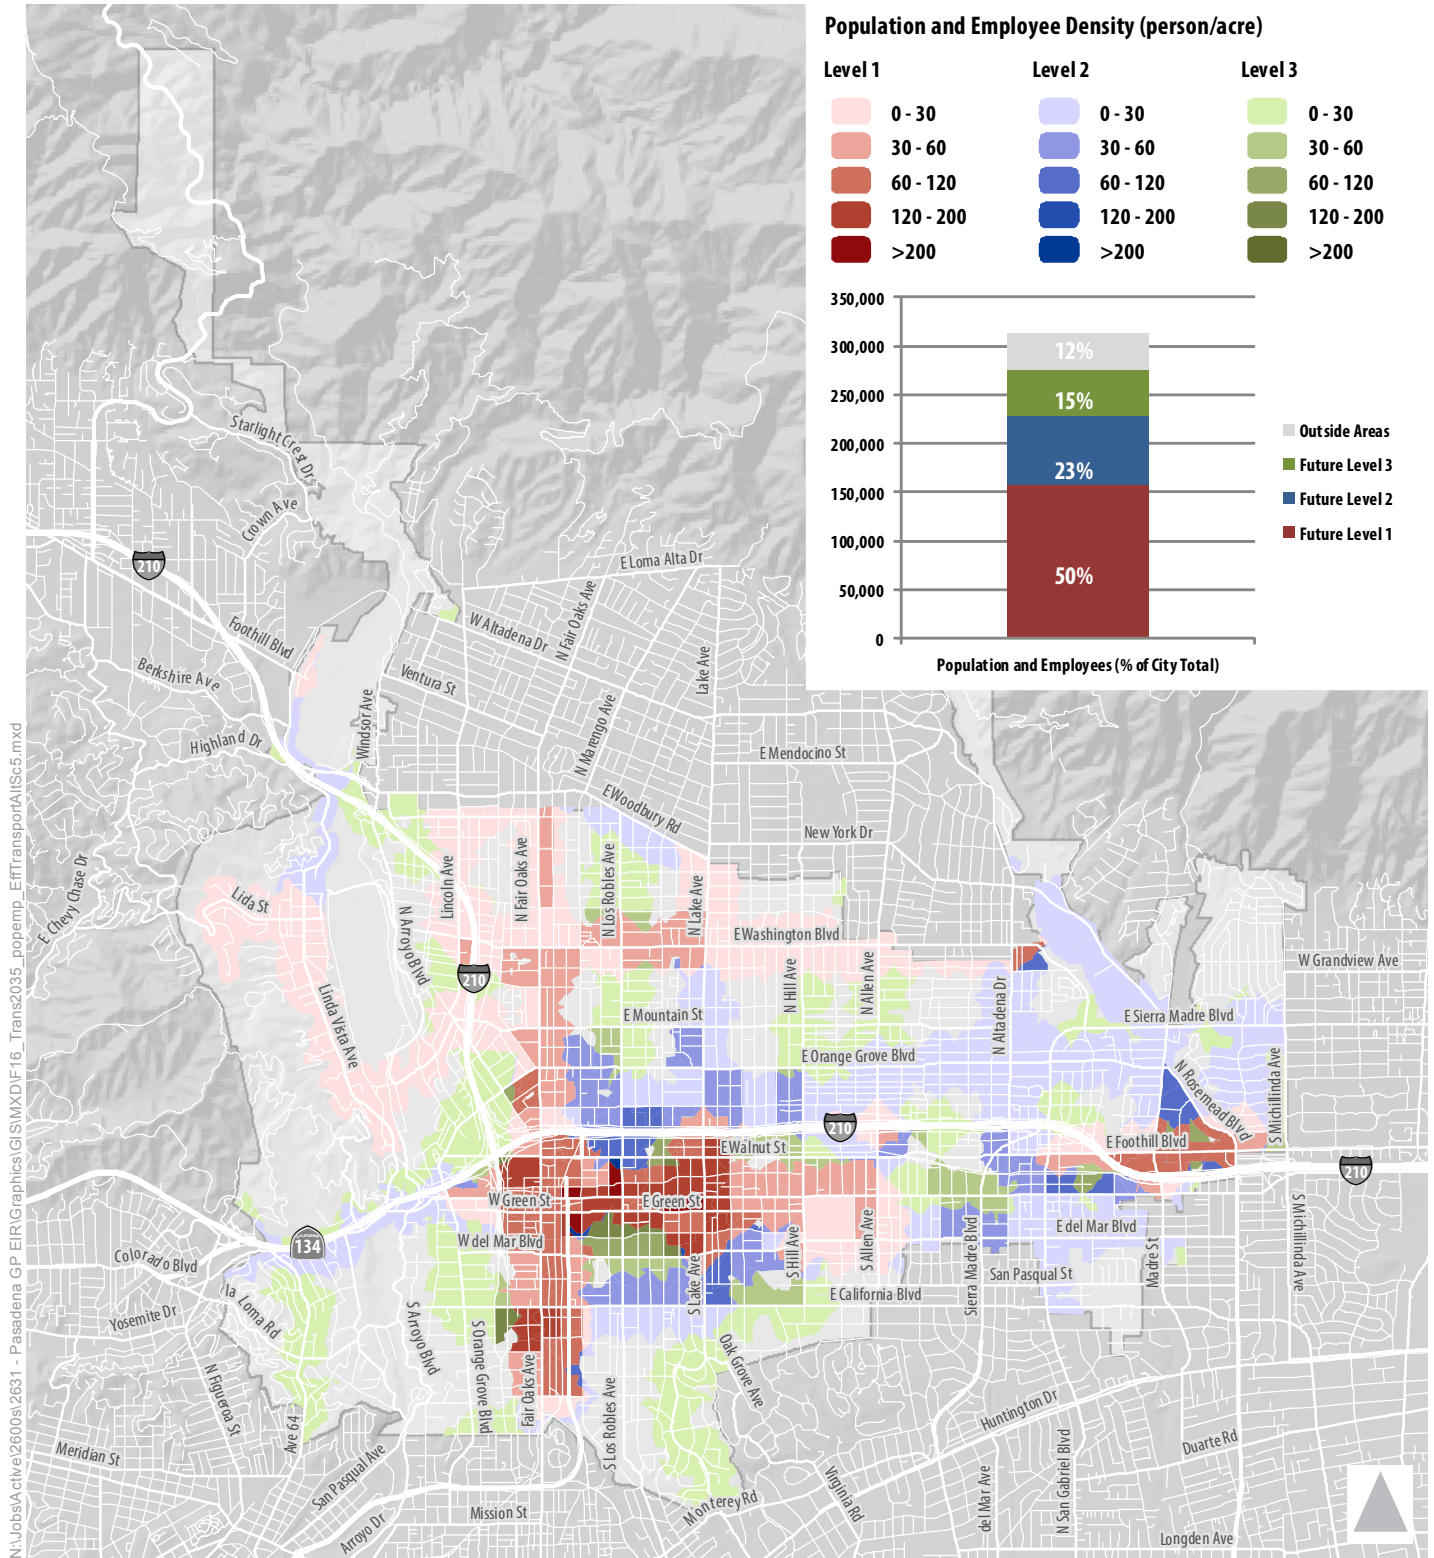 Population and Employee Density (person/acre)
Level 1
Level 2
Level 3
0 - 30
0 - 30
0 - 30
30 - 60
30 - 60
30 - 60
60 - 120
60 - 120
60 - 120
120 - 200
120 - 200
120 - 200
>200
>200
>200
350,000
300,000
250,000
200,000
150,000
100,000
50,000
0
12%
15%
23%
50%
Outside Areas
Future Level 3
Future Level 2
Future Level 1
Population and Employees (% of City Total)
Starlight Crest Dr
Crown Ave
210
E Loma Alta Dr
Foothill Blvd
W Altadena Dr
N Fair Oaks Ave
Berkshire Ave
Ventura St
Lake Ave
Windsor Ave
N Marengo Ave
Highland Dr
E Mendocino St
E Woodbury Rd
New York Dr
E Chevy Chase Dr
Lida St
Lincoln Ave
N Fair Oaks Ave
N Los Robles Ave
N Lake Ave
N Arroyo Blvd
E Washington Blvd
W Grandview Ave
210
N Hill Ave
N Allen Ave
N Altadena Dr
Linda Vista Ave
E Mountain St
E Sierra Madre Blvd
E Orange Grove Blvd
N Rosemead Blvd
S Michillinda Ave
210
E Walnut St
E Foothill Blvd
210
W Green St
E Green St
S Michillinda Ave
134
W del Mar Blvd
E del Mar Blvd
Colorado Blvd
S Hill Ave
S Allen Ave
Sierra Madre Blvd
Madre St
San Pasqual St
S Lake Ave
E California Blvd
la Loma Rd
Yosemite Dr
S Arroyo Blvd
S Orange Grove Blvd
Fair Oaks Ave
Oak Grove Ave
N Figueroa St
S Los Robles Ave
Ave 64
Huntington Dr
Meridian St
San Pasqual Ave
Duarte Rd
Virginia Rd
del Mar Ave
N San Gabriel Blvd
Monterey Rd
Mission St
Arroyo Dr
Longden Ave
N:\Jobs\Active\2600s\2631 - Pasadena GP EIR\Graphics\GIS\MXD\F16_Trans2035_popemp_EffTransporAltSc5.mxd